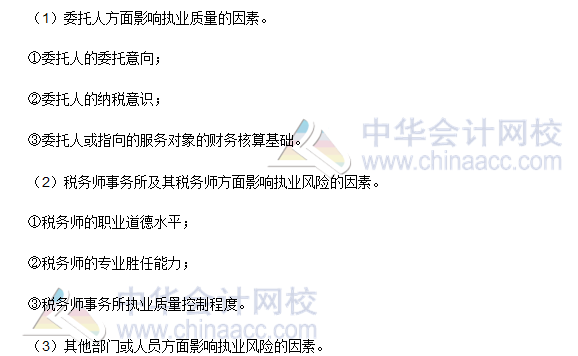 （1）委托人方面影响执业质量的因素。
①委托人的委托意向；
②委托人的纳税意识；
③委托人或指向的服务对象的财务核算基础。
中华会计网校
www.chinaacc.com
（2）税务师事务所及其税务师方面影响执业风险的因素。
①税务师的职业道德水平；
②税务师的专业胜任能力；
③税务师事务所执业质量控制程度。
中华会计网校
www.chinaacc.com
（3）其他部门或人员方面影响执业风险的因素。